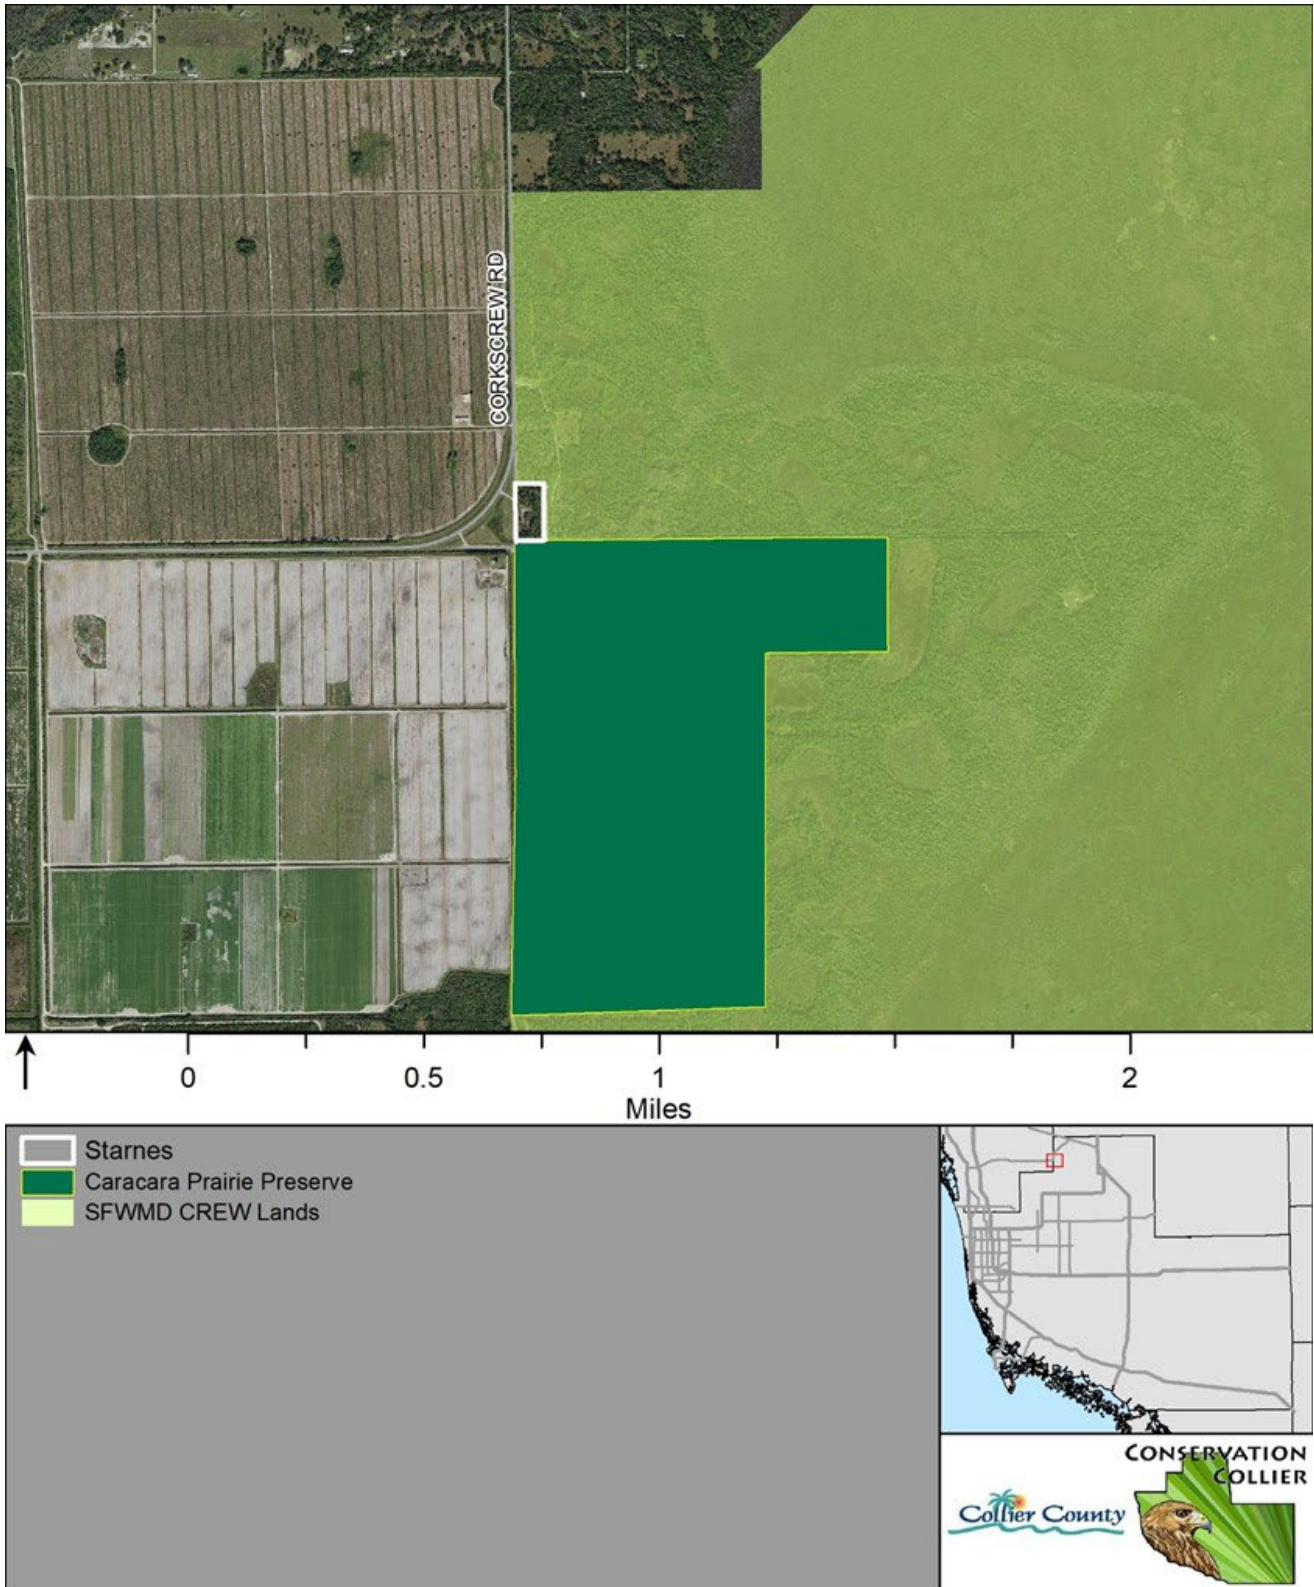 CORKSCREW RD
0 0.5 1 2
Miles
Starnes
Caracara Prairie Preserve
SFWMD CREW Lands
CONSERVATION
COLLIER
Collier County